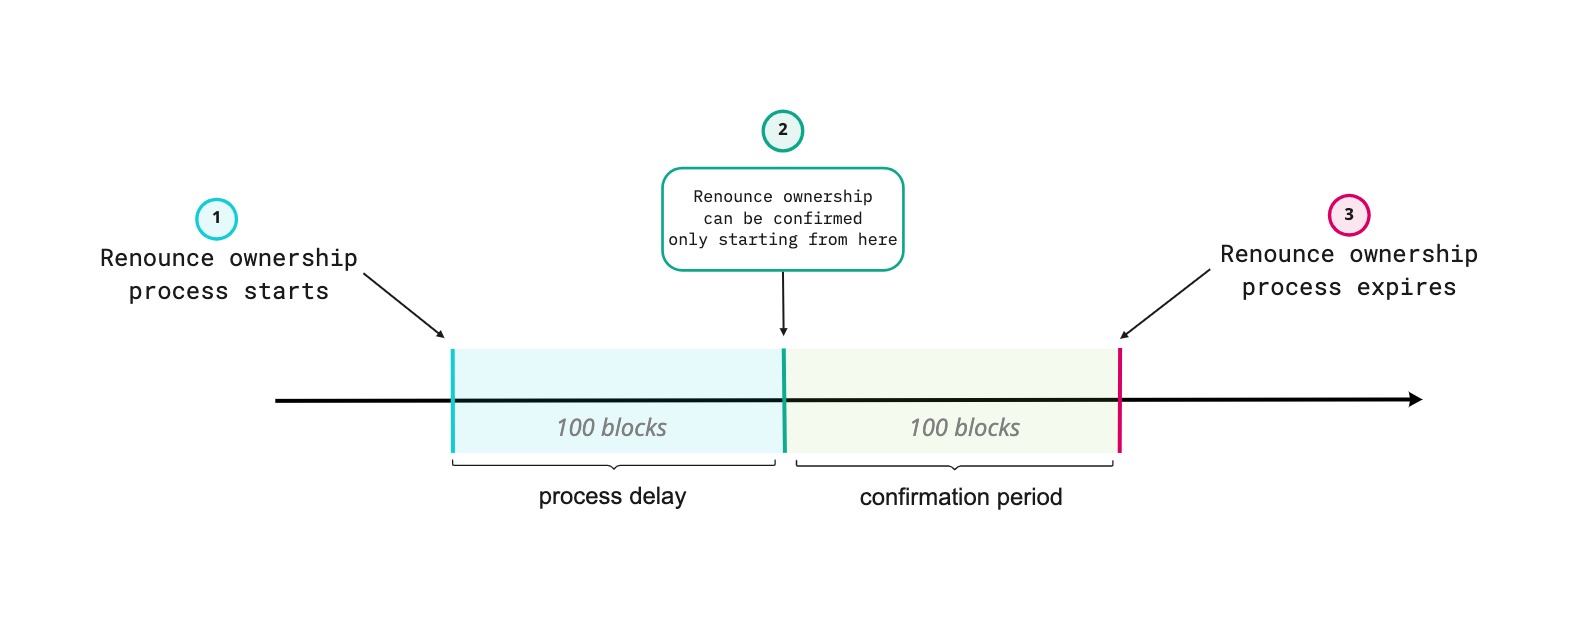 1
Renounce ownership
process starts
2
Renounce ownership
can be confirmed
only starting from here
3
Renounce ownership
process expires
100 blocks
100 blocks
process delay
confirmation period